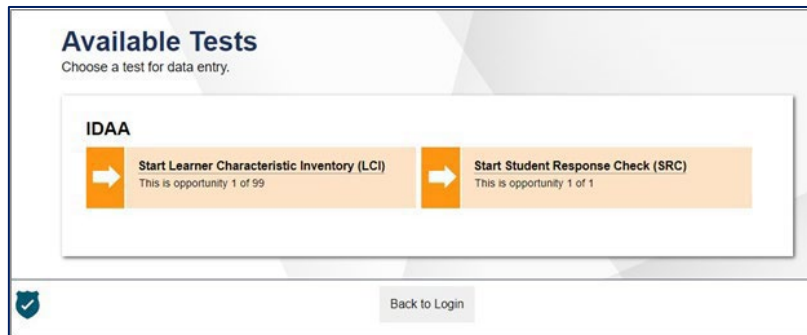 Available Tests
Choose a test for data entry.
IDAA
Start Learner Characteristic Inventory (LCI)
This is opportunity 1 of 99
Start Student Response Check (SRC)
This is opportunity 1 of 1
Back to Login